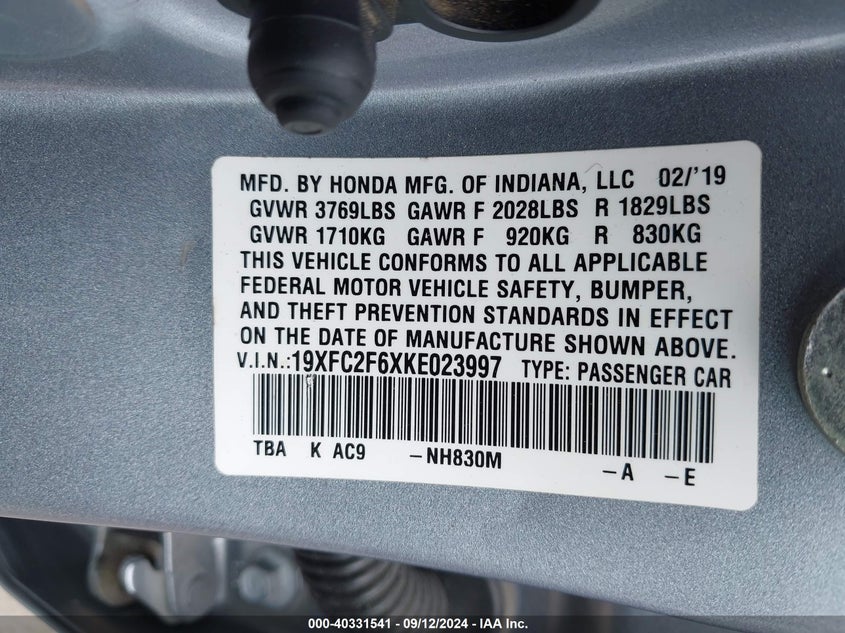 MFD. BY HONDA MFG. OF INDIANA, LLC 02/'19
GVWR 3769LBS GAWR F 2028LBS R 1829LBS
GVWR 1710KG GAWR F 920KG R 830KG
THIS VEHICLE CONFORMS TO ALL APPLICABLE
FEDERAL MOTOR VEHICLE SAFETY, BUMPER,
AND THEFT PREVENTION STANDARDS IN EFFECT
ON THE DATE OF MANUFACTURE SHOWN ABOVE.
V.I.N.:19XFC2F6XKE023997 TYPE: PASSENGER CAR
TBA K AC9 -NH830M -A -E
000-40331541 - 09/12/2024 - IAA Inc.